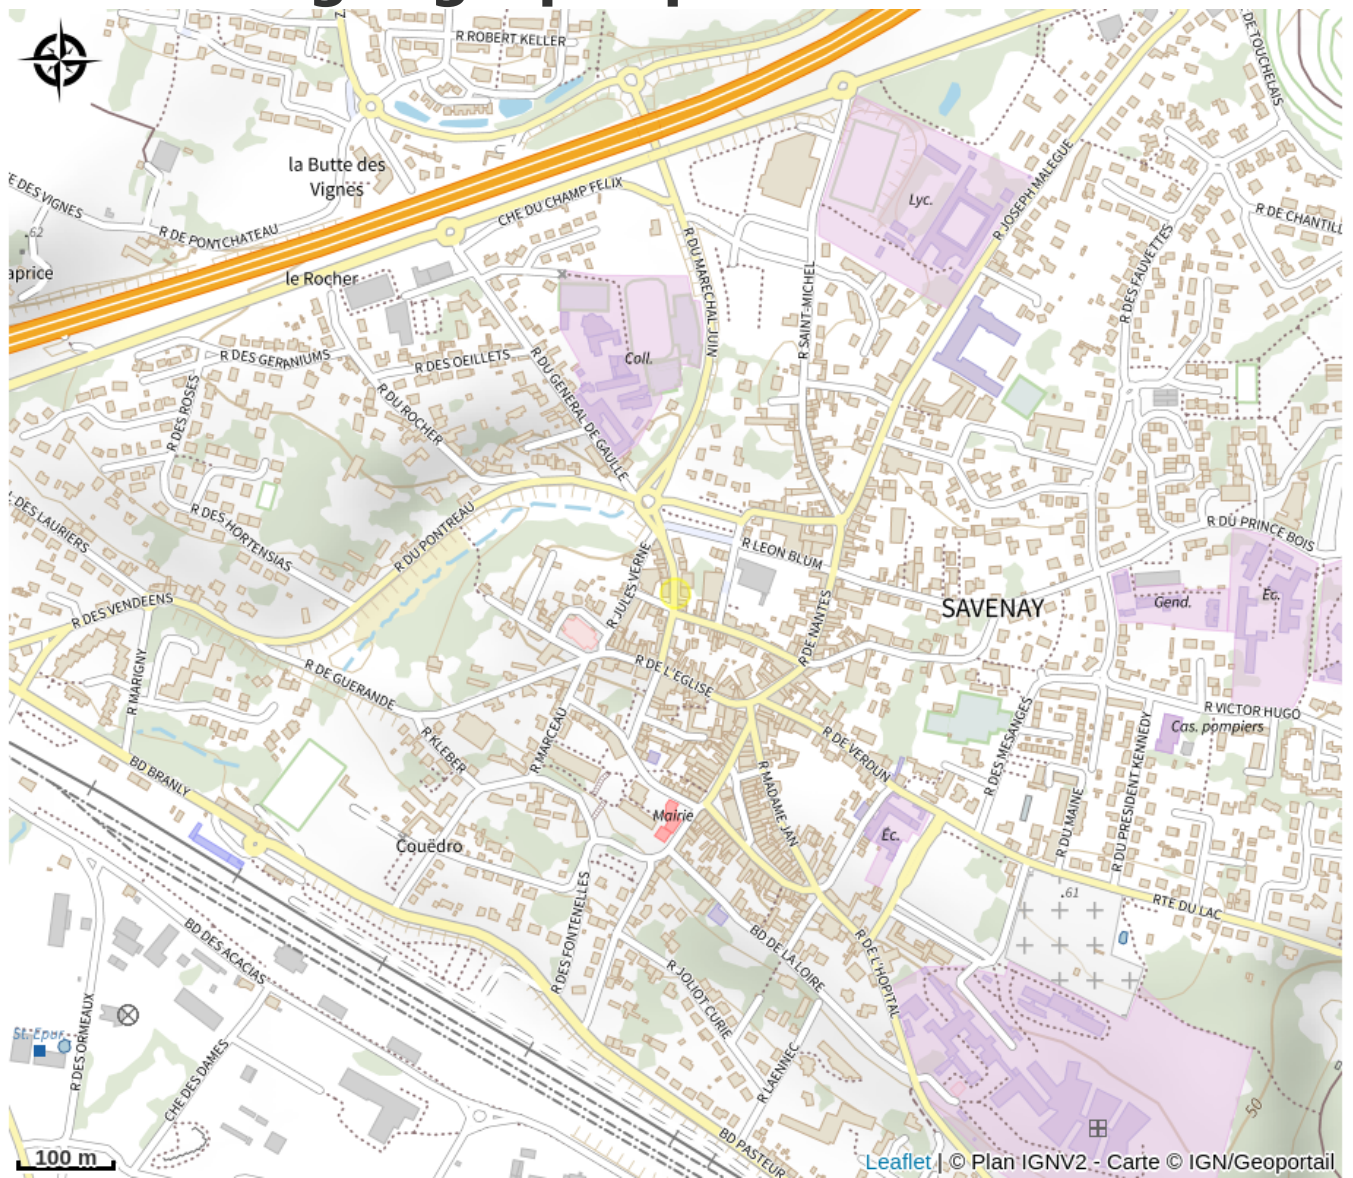 R ROBERT KELLER
DE TOUCHELAIS
la Butte des
Vignes
E DES VIGNES
.62
R DE PONTCHATEAU
CHE DU CHAMP FELIX
Lyc.
R JOSEPH MALEGUE
R DE CHANTILL
aprice
le Rocher
R DU MARECHAL JUIN
R SAINT-MICHEL
R DES FAUVETTES
R DES GERANIUMS
R DES OEILLETS
Coll.
R DU GENERAL DE GAULLE
R DES ROSES
R DU ROCHER
DES LAURIERS
R DES HORTENSIAS
R DU PONTREAU
R LEON BLUM
R DU PRINCE BOIS
R JULES VERNE
R DES VENDEENS
R DE NANTES
SAVENAY
Gend.
Éc.
R MARIGNY
R DE GUERANDE
R DE L'EGLISE
R KLEBER
R MARCEAU
R DE VERDUN
R DES MESANGES
R VICTOR HUGO
Cas. pompiers
BD BRANLY
R MADAME JAN
R DU MAINE
R DU PRESIDENT KENNEDY
Mairie
Éc.
Couëdro
.61
RTE DU LAC
BD DES ACACIAS
R DES FONTENELLES
BD DE LA LOIRE
R DE L'HOPITAL
R JOLIOT CURIE
St. Epur.
R DES ORMEAUX
CHE DES DAMES
R LAENNEC
50
BD PASTEUR
100 m
Leaflet | © Plan IGNV2 - Carte © IGN/Geoportail